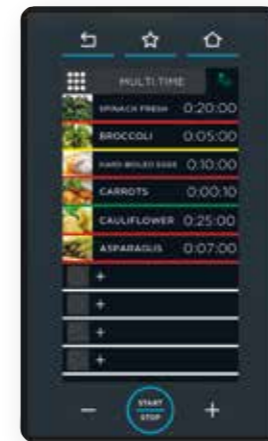 MULTI.TIME
SPINACH FRESH 0:20:00
BROCCOLI 0:05:00
HARD-BOILED EGGS 0:10:00
CARROTS 0:00:10
CAULIFLOWER 0:25:00
ASPARAGUS 0:07:00
+
+
+
+
− START STOP +